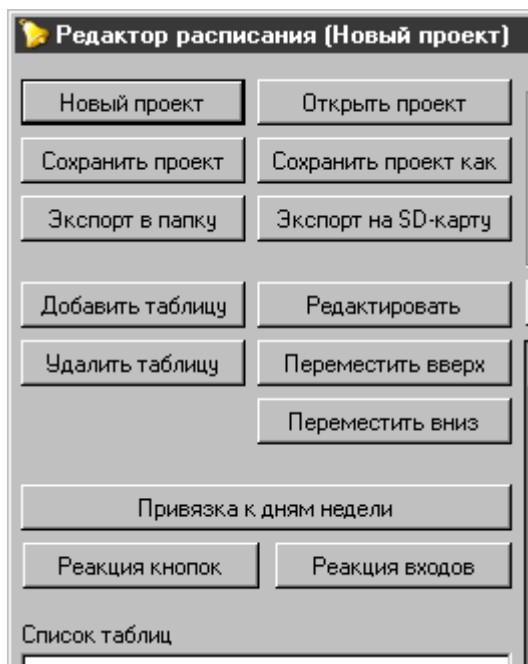 Редактор расписания (Новый проект)
Новый проект Открыть проект
Сохранить проект Сохранить проект как
Экспорт в папку Экспорт на SD-карту
Добавить таблицу Редактировать
Удалить таблицу Переместить вверх
Переместить вниз
Привязка к дням недели
Реакция кнопок Реакция входов
Список таблиц